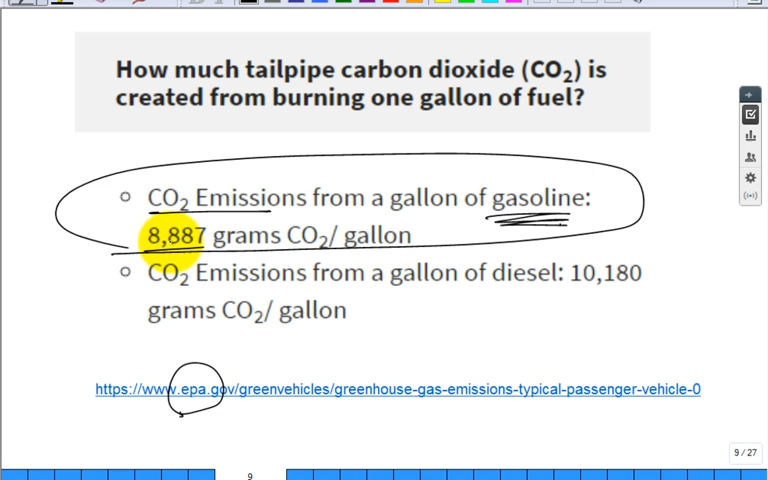 How much tailpipe carbon dioxide (CO₂) is
created from burning one gallon of fuel?
CO₂ Emissions from a gallon of gasoline:
8,887 grams CO₂/ gallon
CO₂ Emissions from a gallon of diesel: 10,180
grams CO₂/ gallon
https://www.epa.gov/greenvehicles/greenhouse-gas-emissions-typical-passenger-vehicle-0
9 / 27
9